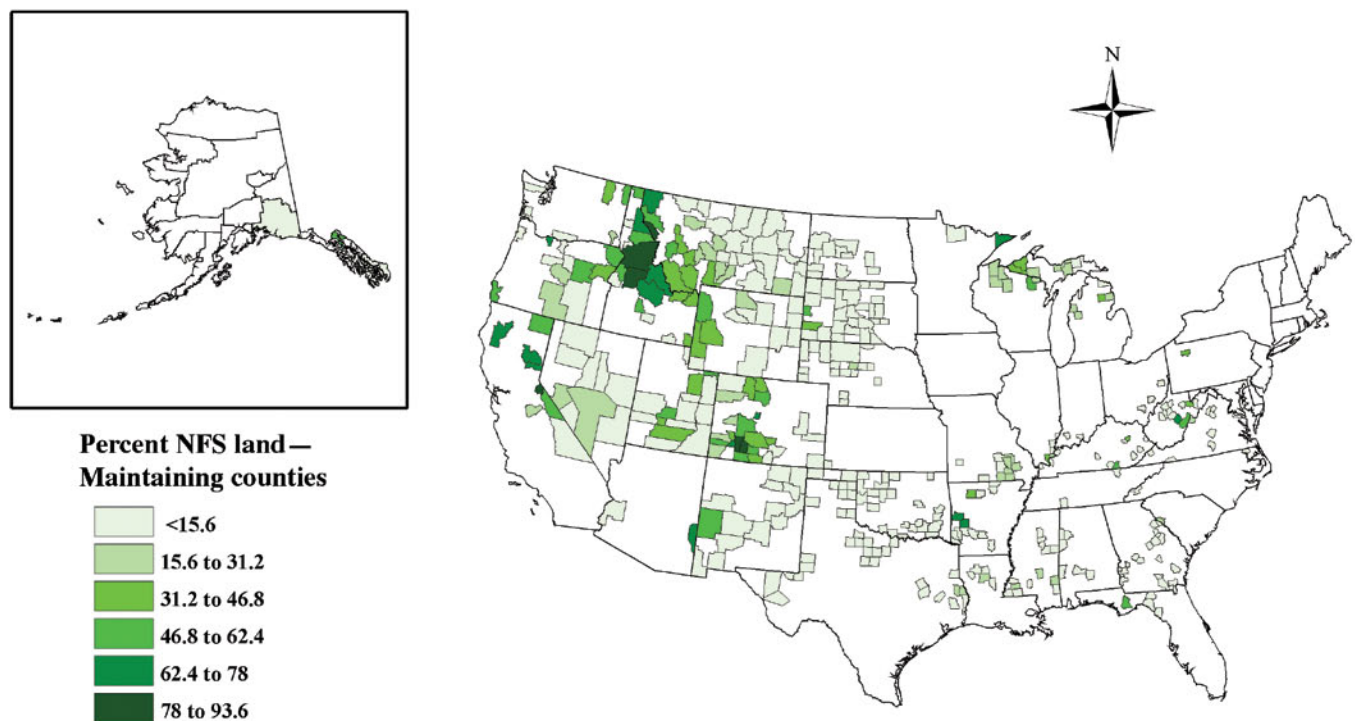 N
Percent NFS land—
Maintaining counties
<15.6
15.6 to 31.2
31.2 to 46.8
46.8 to 62.4
62.4 to 78
78 to 93.6